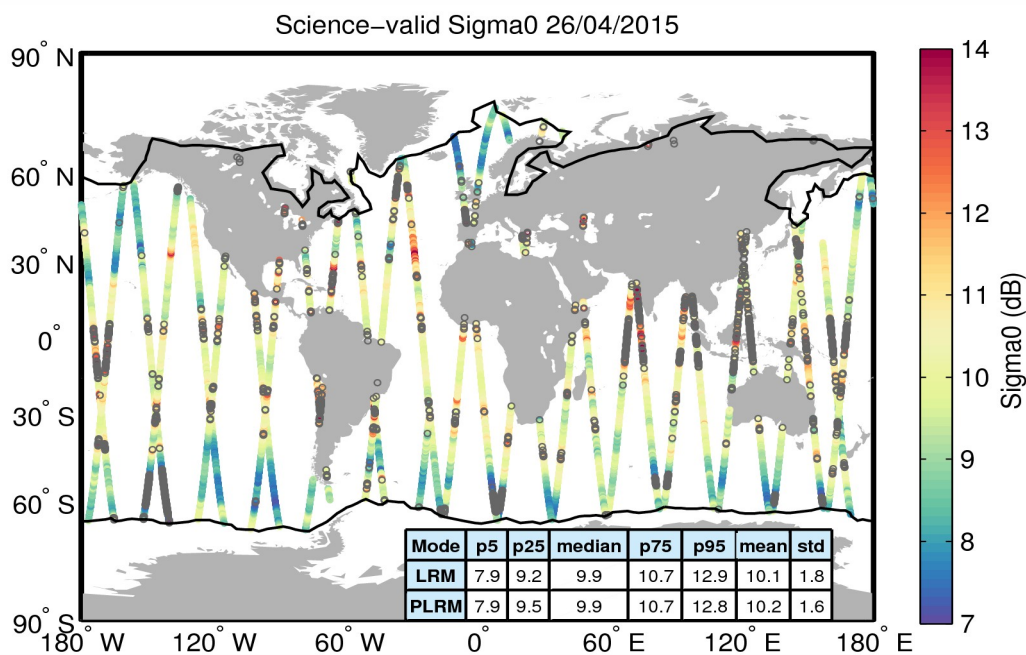 Science−valid Sigma0 26/04/2015
90° N
60° N
30° N
0°
30° S
60° S
90° S
180° W
120° W
60° W
0°
60° E
120° E
180° E
14
13
12
11
10
9
8
7
Sigma0 (dB)
Mode p5 p25 median p75 p95 mean std
LRM 7.9 9.2 9.9 10.7 12.9 10.1 1.8
PLRM 7.9 9.5 9.9 10.7 12.8 10.2 1.6